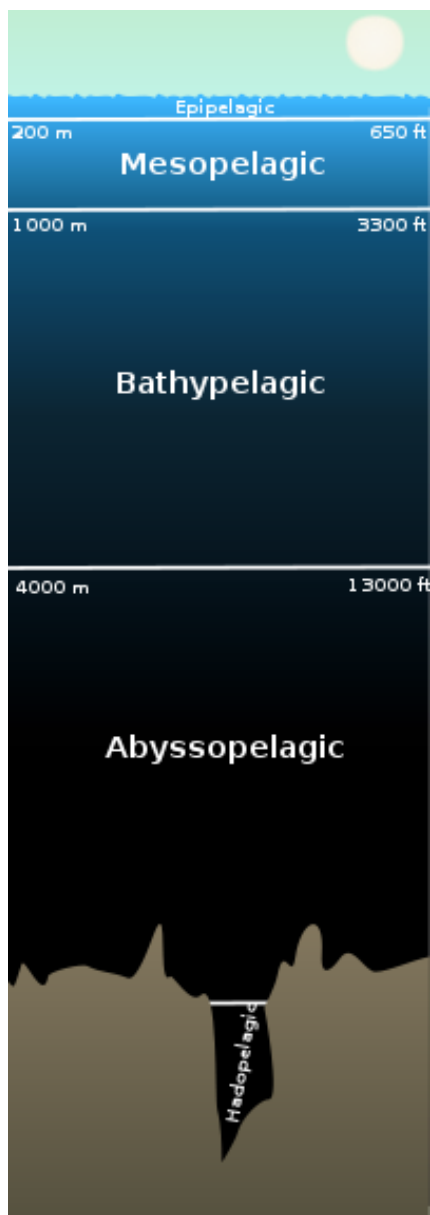 Epipelagic
200 m 650 ft
Mesopelagic
1000 m 3300 ft
Bathypelagic
4000 m 13000 ft
Abyssopelagic
Hadopelagic